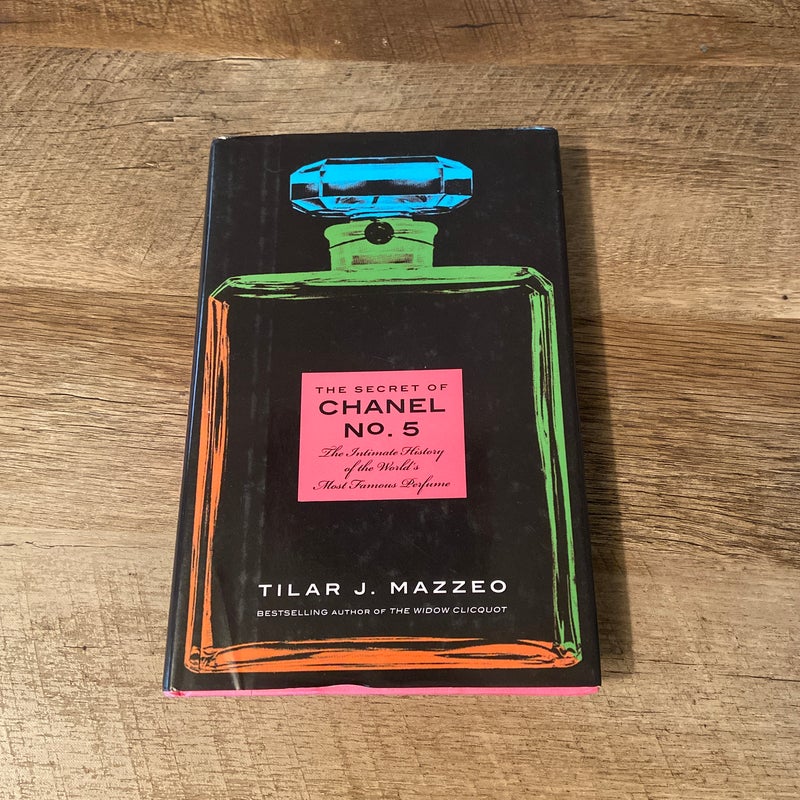 THE SECRET OF
CHANEL
No. 5
The Intimate History
of the World's
Most Famous Perfume
TILAR J. MAZZEO
BESTSELLING AUTHOR OF THE WIDOW CLICQUOT